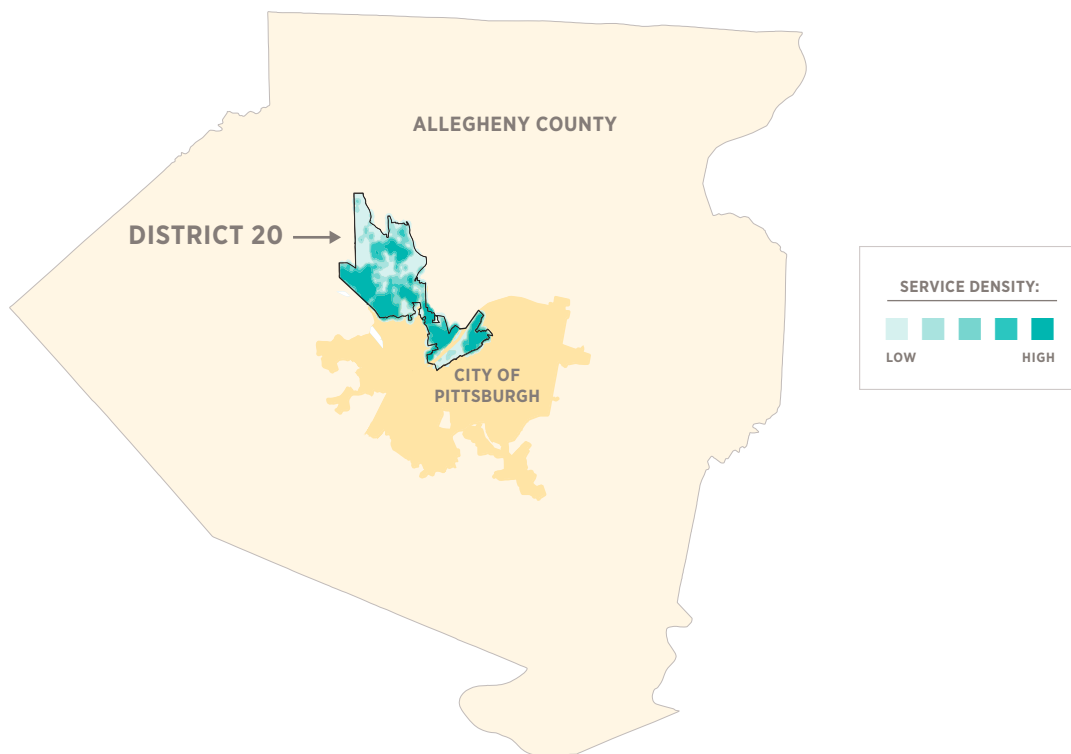 ALLEGHENY COUNTY
DISTRICT 20
CITY OF
PITTSBURGH
SERVICE DENSITY:
LOW
HIGH